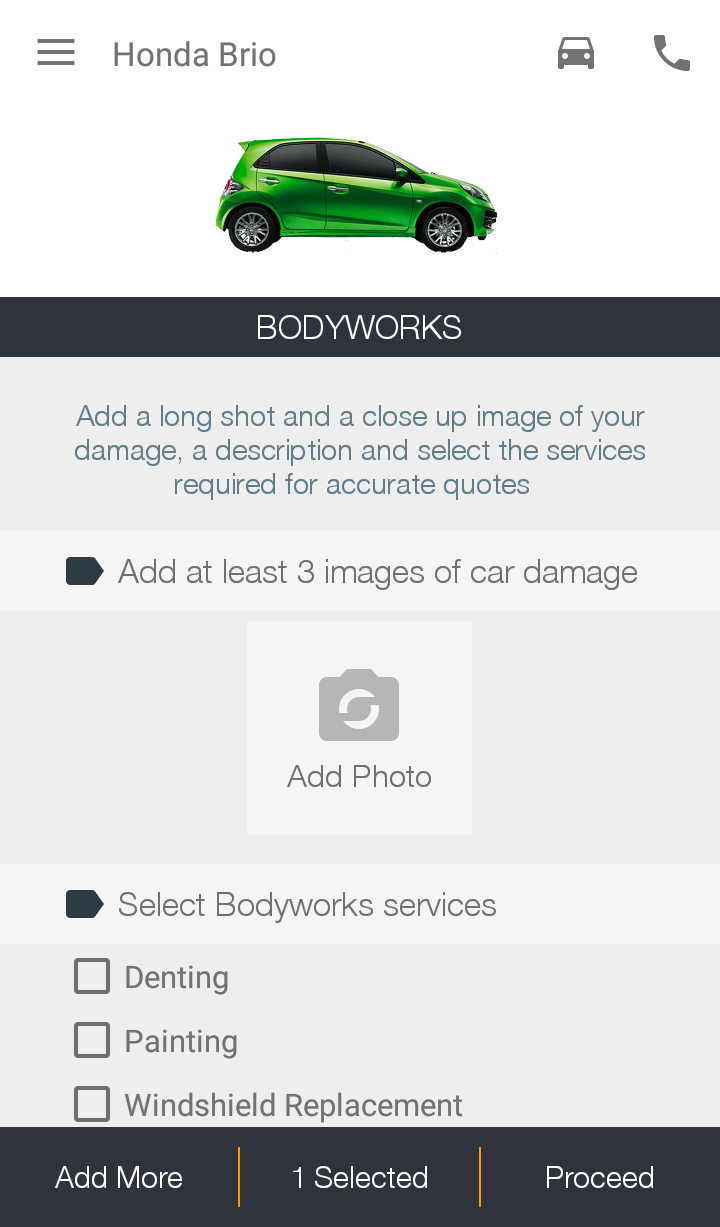 Honda Brio
BODYWORKS
Add a long shot and a close up image of your
damage, a description and select the services
required for accurate quotes
Add at least 3 images of car damage
Add Photo
Select Bodyworks services
Denting
Painting
Windshield Replacement
Add More
1 Selected
Proceed